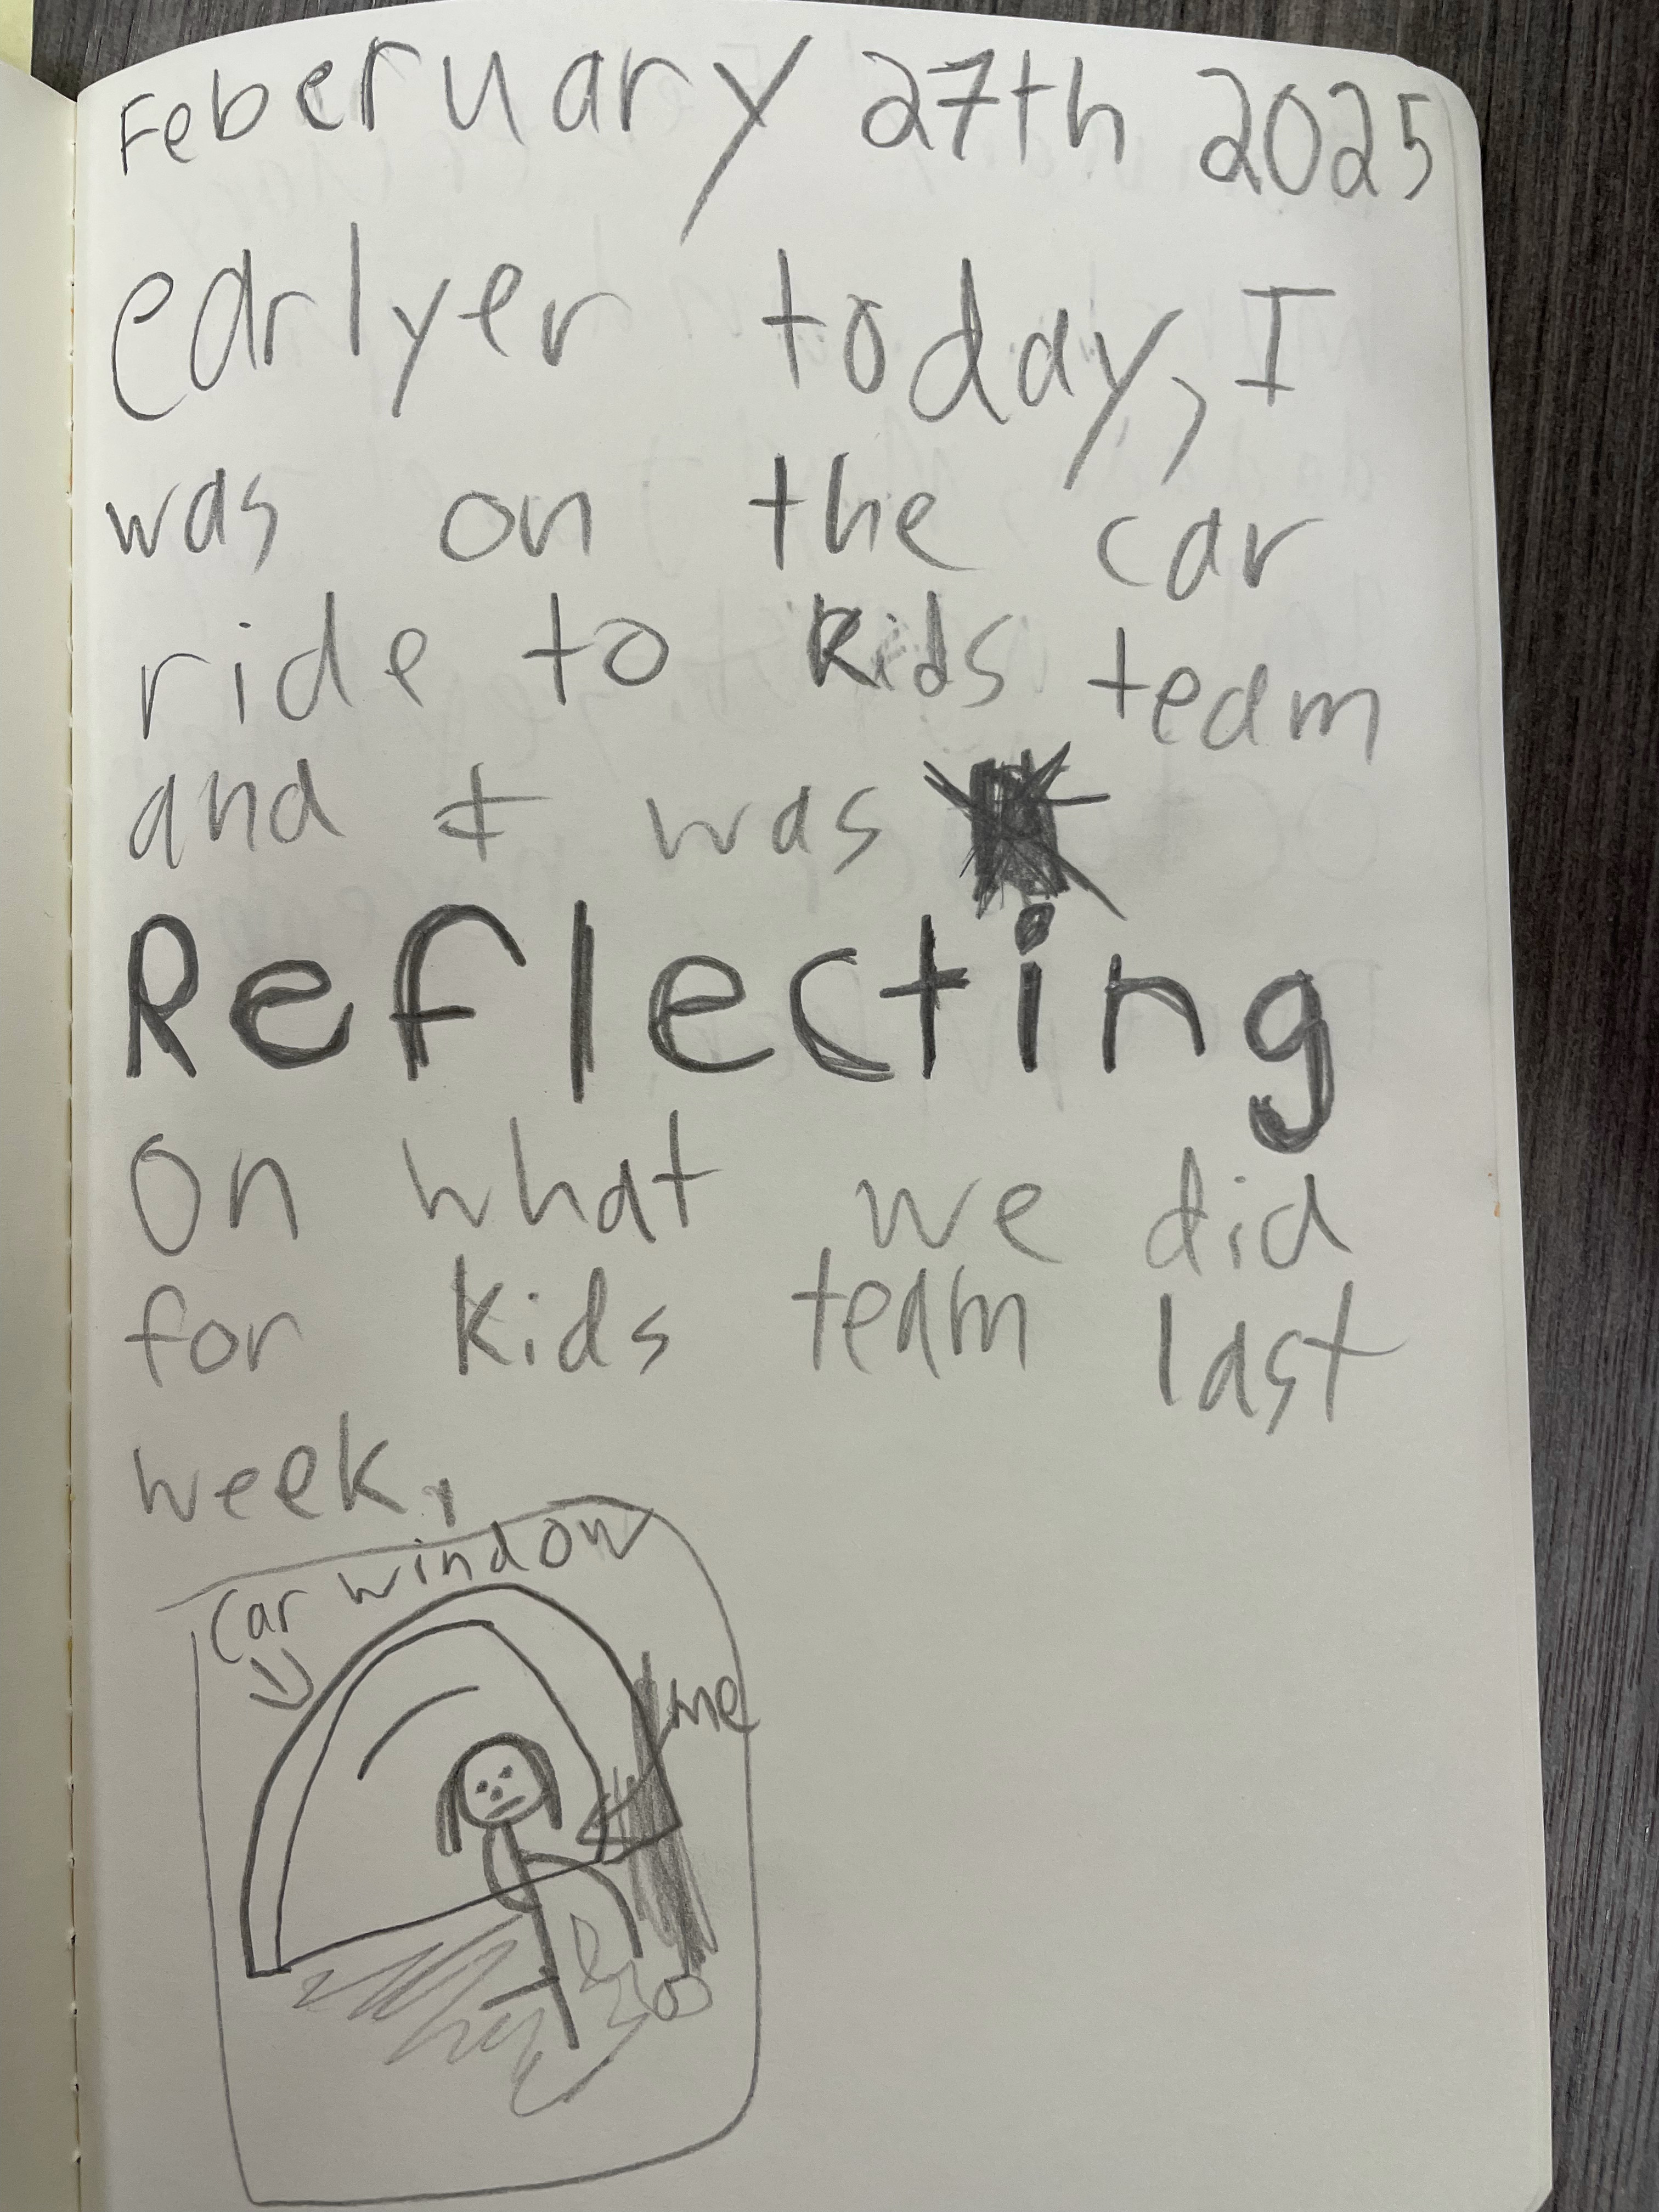 Feberuary 27th 2025
earlyer today, I
was on the car
ride to kids team
and I was
Reflecting
on what we did
for kids team last
week,
car window
me